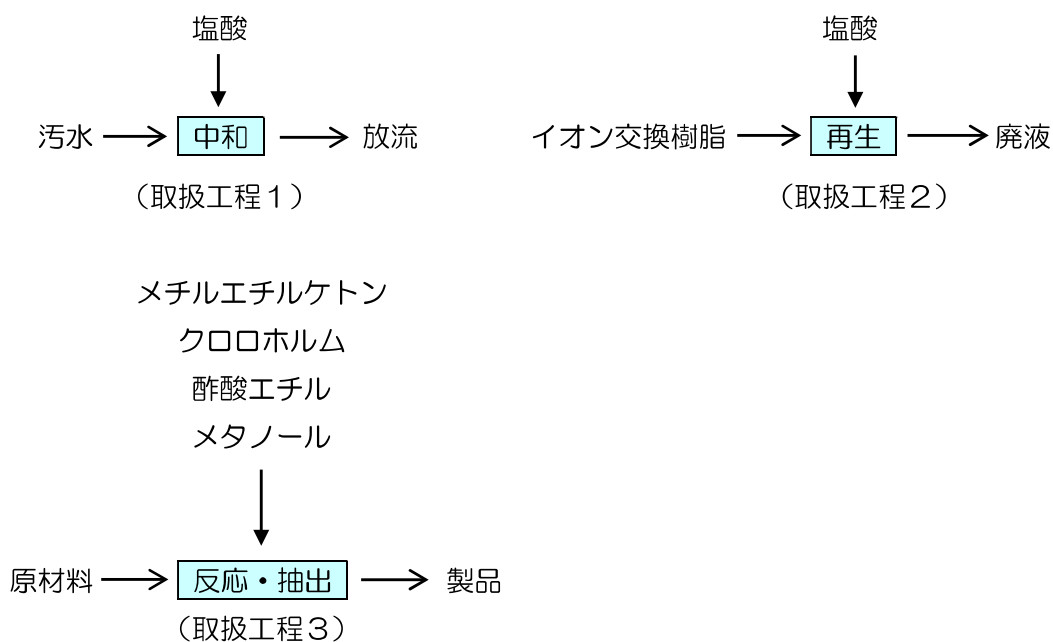 塩酸
汚水
中和
放流
（取扱工程１）
塩酸
イオン交換樹脂
再生
廃液
（取扱工程２）
メチルエチルケトン
クロロホルム
酢酸エチル
メタノール
原材料
反応・抽出
製品
（取扱工程３）